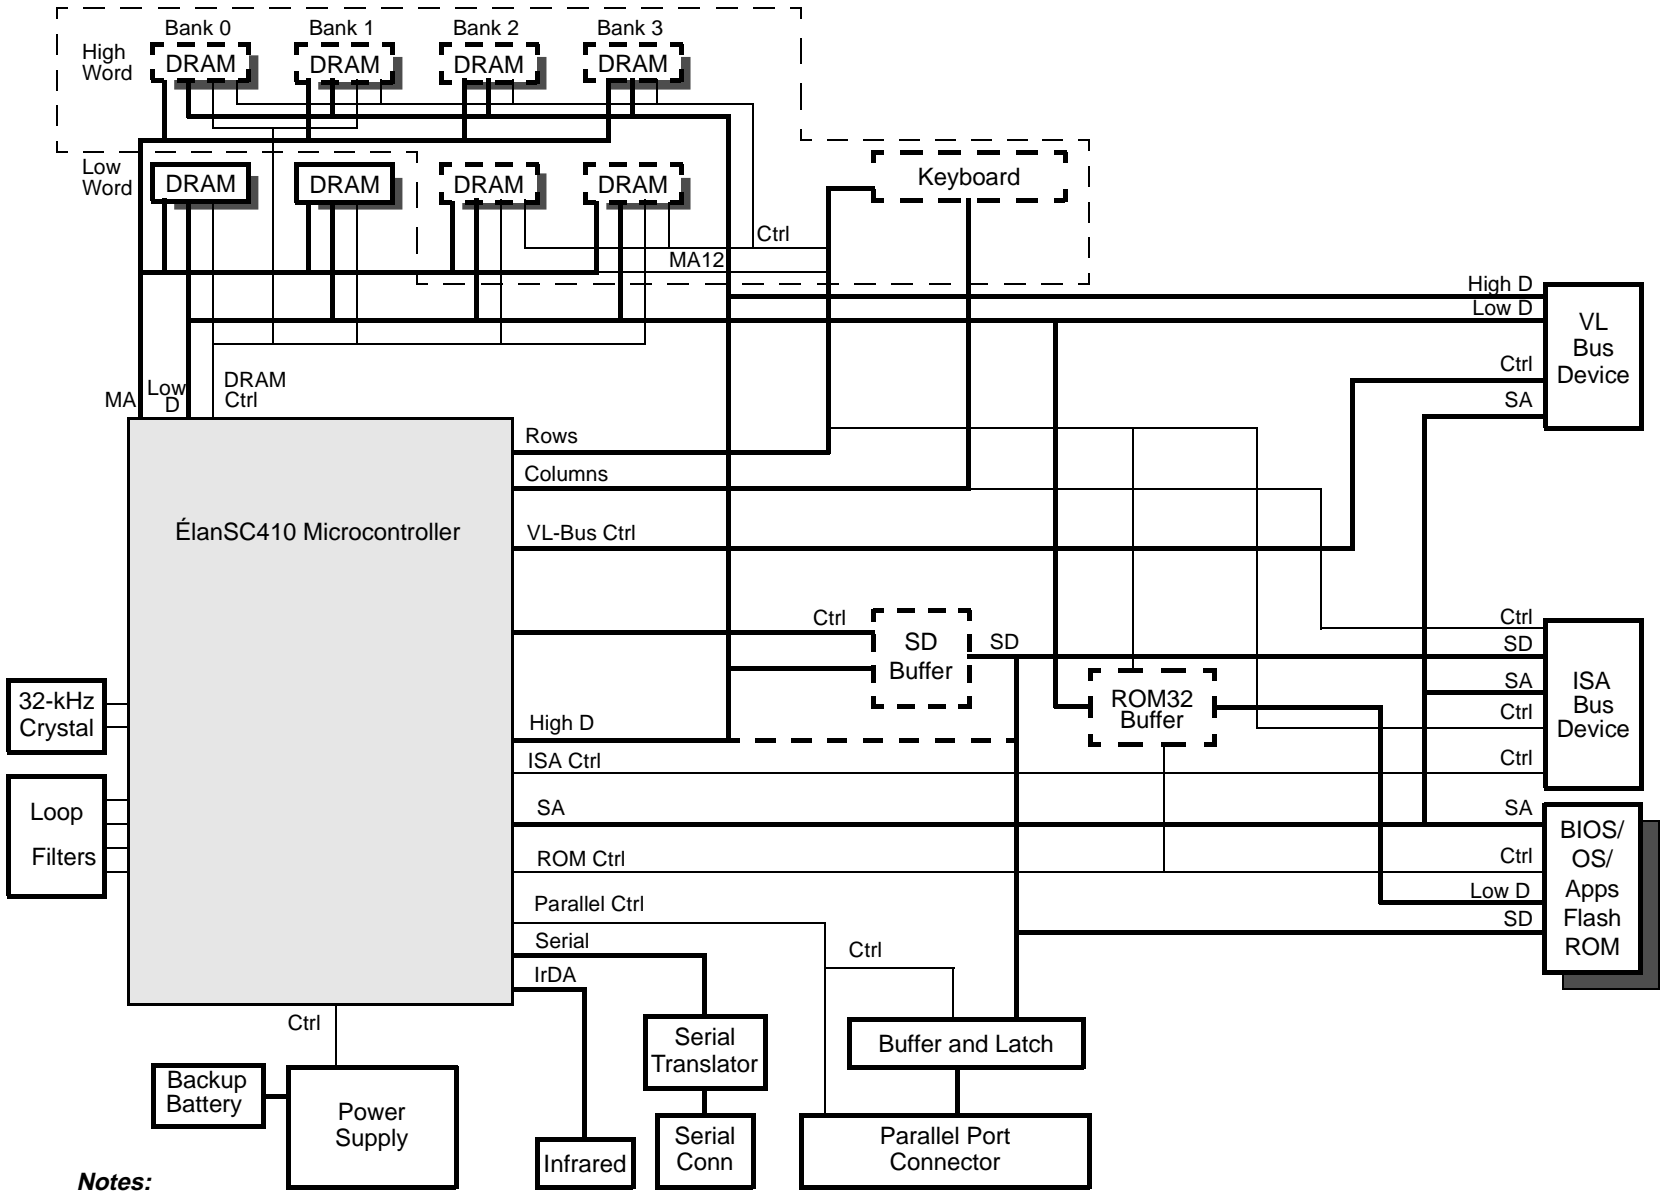 Bank 0 Bank 1 Bank 2 Bank 3
High
Word
DRAM DRAM DRAM DRAM
Low
Word
DRAM DRAM DRAM DRAM
Keyboard
Ctrl
MA12
High D
Low D
VL
Bus
Device
Ctrl
SA
MA
Low
D
DRAM
Ctrl
Rows
Columns
ÉlanSC410 Microcontroller
VL-Bus Ctrl
Ctrl
SD
Buffer
SD
Ctrl
SD
SA
Ctrl
Ctrl
ISA
Bus
Device
ROM32
Buffer
32-kHz
Crystal
High D
ISA Ctrl
Loop
Filters
SA
SA
ROM Ctrl
Ctrl
Low D
SD
BIOS/
OS/
Apps
Flash
ROM
Parallel Ctrl
Serial
IrDA
Ctrl
Ctrl
Serial
Translator
Buffer and Latch
Backup
Battery
Power
Supply
Infrared
Serial
Conn
Parallel Port
Connector
Notes: